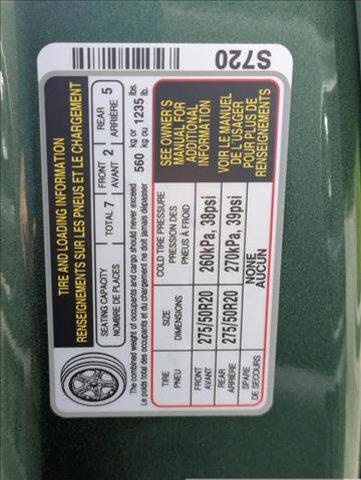 S720
TIRE AND LOADING INFORMATION
RENSEIGNEMENTS SUR LES PNEUS ET LE CHARGEMENT
SEATING CAPACITY
NOMBRE DE PLACES
TOTAL 7
FRONT
AVANT
2
REAR
ARRIÈRE
5
The combined weight of occupants and cargo should never exceed
Le poids total des occupants et du chargement ne doit jamais dépasser
560 kg or 1235 lbs.
kg ou lb.
TIRE
PNEU
SIZE
DIMENSIONS
COLD TIRE PRESSURE
PRESSION DES
PNEUS À FROID
FRONT
AVANT
275/50R20
260kPa, 38psi
REAR
ARRIÈRE
275/50R20
270kPa, 39psi
SPARE
DE SECOURS
NONE
AUCUN
SEE OWNER'S
MANUAL FOR
ADDITIONAL
INFORMATION
VOIR LE MANUEL
DE L'USAGER
POUR PLUS DE
RENSEIGNEMENTS